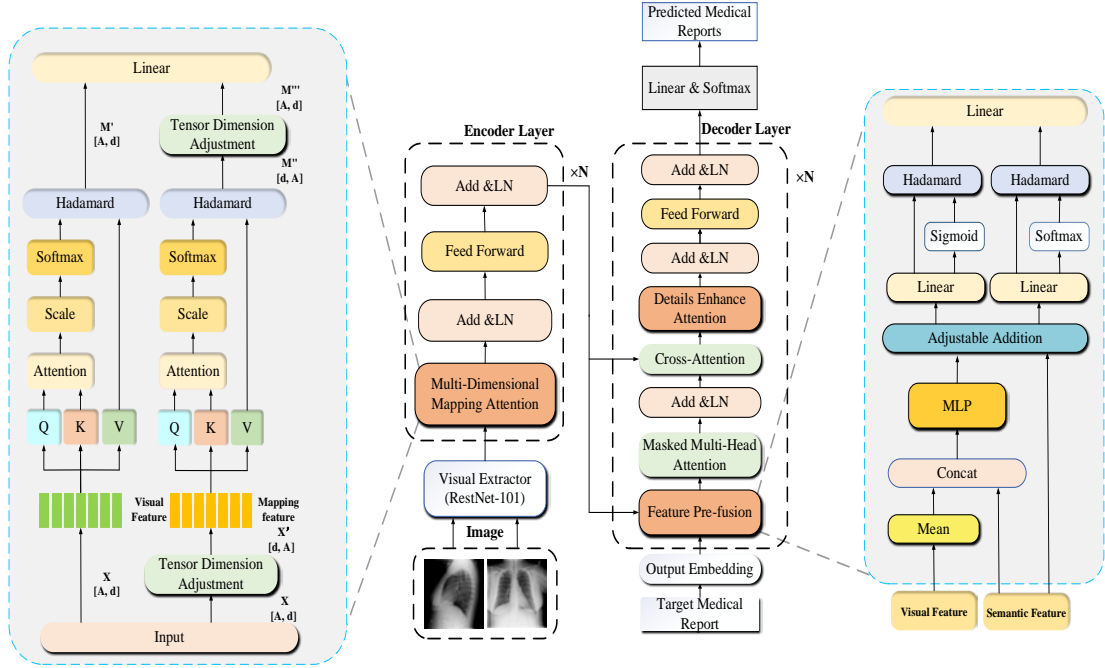 Linear
M'''
[A, d]
M'
[A, d]
Tensor Dimension
Adjustment
M''
[d, A]
Hadamard
Hadamard
Softmax
Softmax
Scale
Scale
Attention
Attention
Q
K
V
Q
K
V
Visual
Feature
Mapping
feature
X'
[d, A]
Tensor Dimension
Adjustment
X
[A, d]
X
[A, d]
Input
Encoder Layer
×N
Add &LN
Feed Forward
Add &LN
Multi-Dimensional
Mapping Attention
Visual Extractor
(RestNet-101)
Image
Predicted Medical
Reports
Linear & Softmax
Decoder Layer
×N
Add &LN
Feed Forward
Add &LN
Details Enhance
Attention
Cross-Attention
Add &LN
Masked Multi-Head
Attention
Feature Pre-fusion
Output Embedding
Target Medical
Report
Linear
Hadamard
Hadamard
Sigmoid
Softmax
Linear
Linear
Adjustable Addition
MLP
Concat
Mean
Visual Feature
Semantic Feature